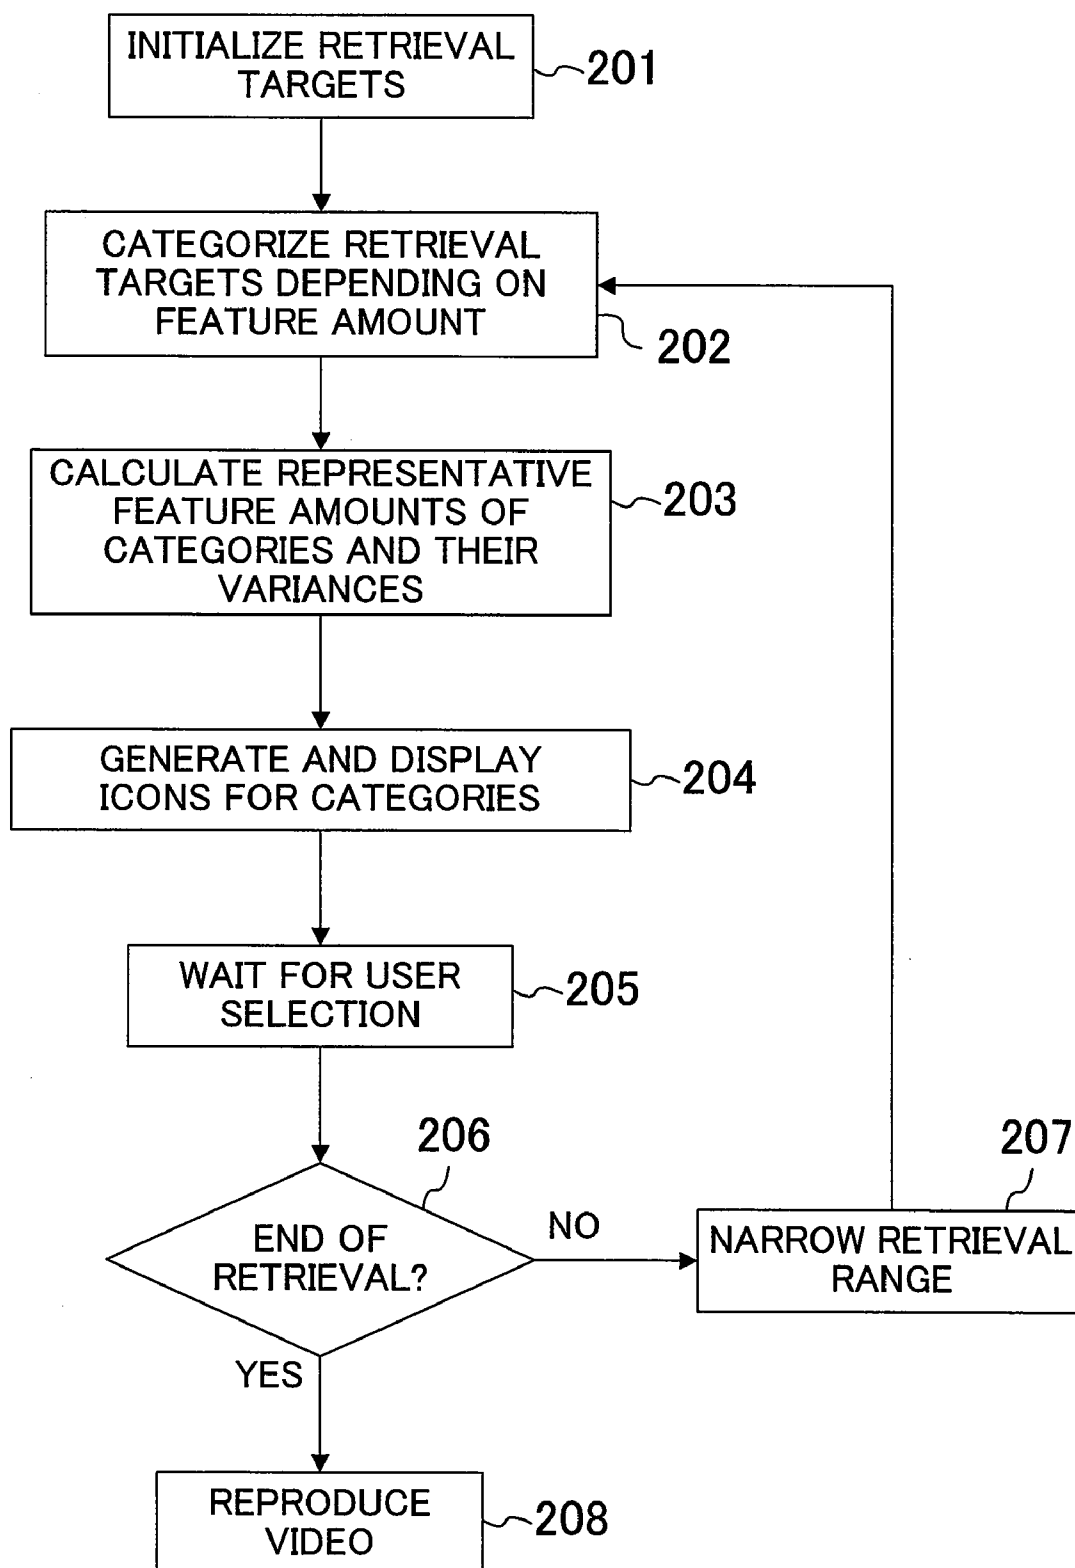 INITIALIZE RETRIEVAL
TARGETS
201
CATEGORIZE RETRIEVAL
TARGETS DEPENDING ON
FEATURE AMOUNT
202
CALCULATE REPRESENTATIVE
FEATURE AMOUNTS OF
CATEGORIES AND THEIR
VARIANCES
203
GENERATE AND DISPLAY
ICONS FOR CATEGORIES
204
WAIT FOR USER
SELECTION
205
206
END OF
RETRIEVAL?
NO
207
NARROW RETRIEVAL
RANGE
YES
REPRODUCE
VIDEO
208